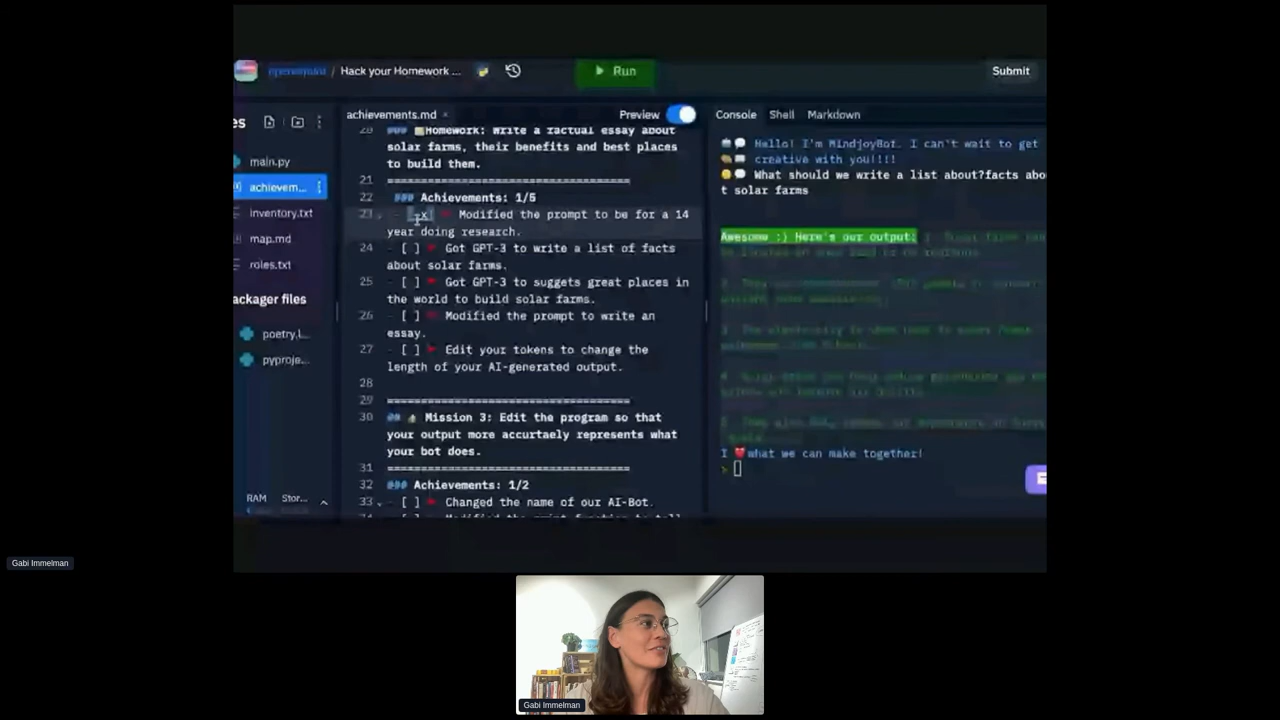 / Hack your Homework ...
Run
Submit
es
main.py
achievem...
inventory.txt
map.md
roles.txt
ackager files
poetry.l...
pyproje...
RAM Stor...
achievements.md ×
Preview
20 ### Homework: Write a factual essay about
solar farms, their benefits and best places
to build them.
21 ==============================
22 ### Achievements: 1/5
23 - [x] Modified the prompt to be for a 14
year doing research.
24 - [ ] Got GPT-3 to write a list of facts
about solar farms.
25 - [ ] Got GPT-3 to suggets great places in
the world to build solar farms.
26 - [ ] Modified the prompt to write an
essay.
27 - [ ] Edit your tokens to change the
length of your AI-generated output.
28
29 ==============================
30 ## Mission 3: Edit the program so that
your output more accurtaely represents what
your bot does.
31 ==============================
32 ### Achievements: 1/2
33 - [ ] Changed the name of our AI-Bot.
Console Shell Markdown
Hello! I'm MindjoyBot. I can't wait to get
creative with you!!!!
What should we write a list about?facts abo
t solar farms
Awesome :) Here's our output:
I ❤️what we can make together!
>
Gabi Immelman
Gabi Immelman